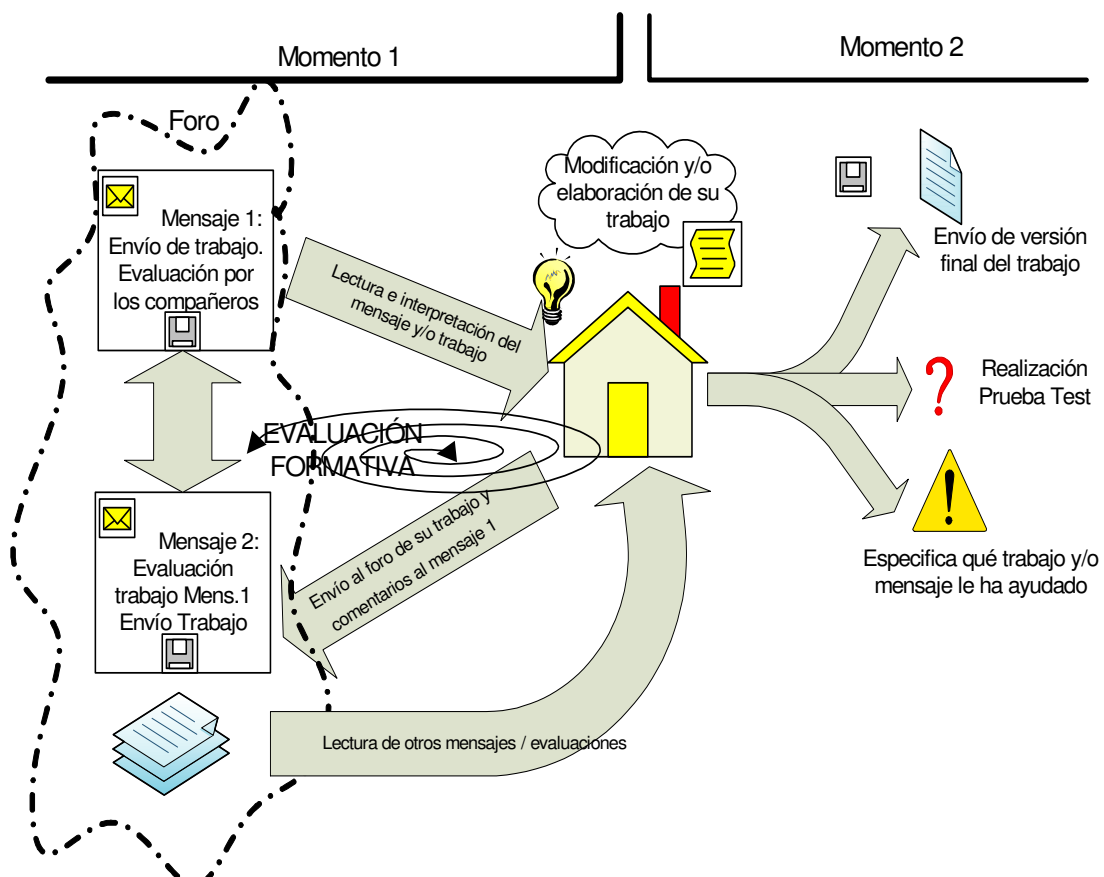 Momento 1
Momento 2
Foro
Mensaje 1:
Envío de trabajo.
Evaluación por
los compañeros
Lectura e interpretación del
mensaje y/o trabajo
Modificación y/o
elaboración de su
trabajo
Envío de versión
final del trabajo
Realización
Prueba Test
EVALUACIÓN
FORMATIVA
Mensaje 2:
Evaluación
trabajo Mens.1
Envío Trabajo
Envío al foro de su trabajo y
comentarios al mensaje 1
Especifica qué trabajo y/o
mensaje le ha ayudado
Lectura de otros mensajes / evaluaciones